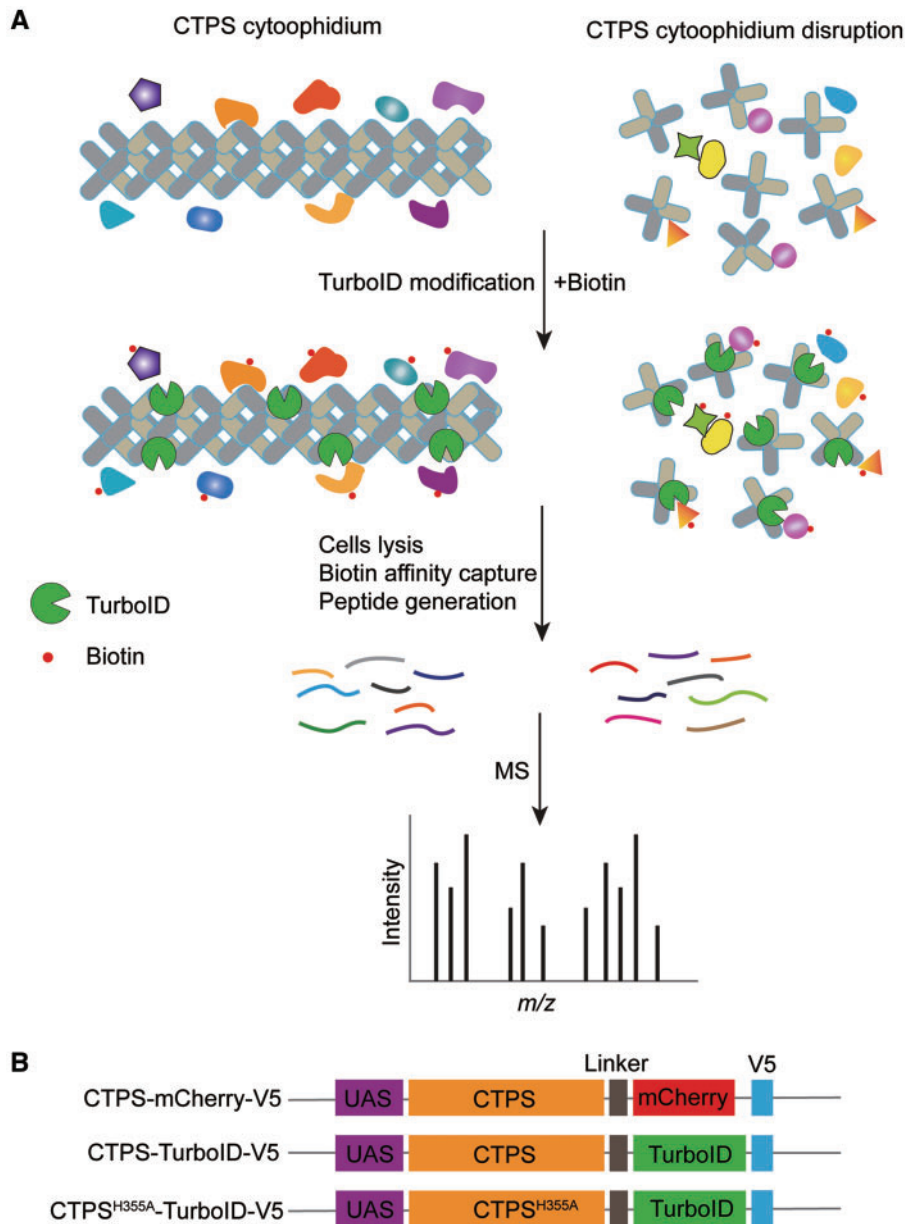 A
CTPS cytoophidium
CTPS cytoophidium disruption
TurboID modification
+Biotin
Cells lysis
Biotin affinity capture
Peptide generation
TurboID
Biotin
MS
Intensity
m/z
B
Linker
V5
CTPS-mCherry-V5
UAS
CTPS
mCherry
CTPS-TurboID-V5
UAS
CTPS
TurboID
CTPS^H355A-TurboID-V5
UAS
CTPS^H355A
TurboID